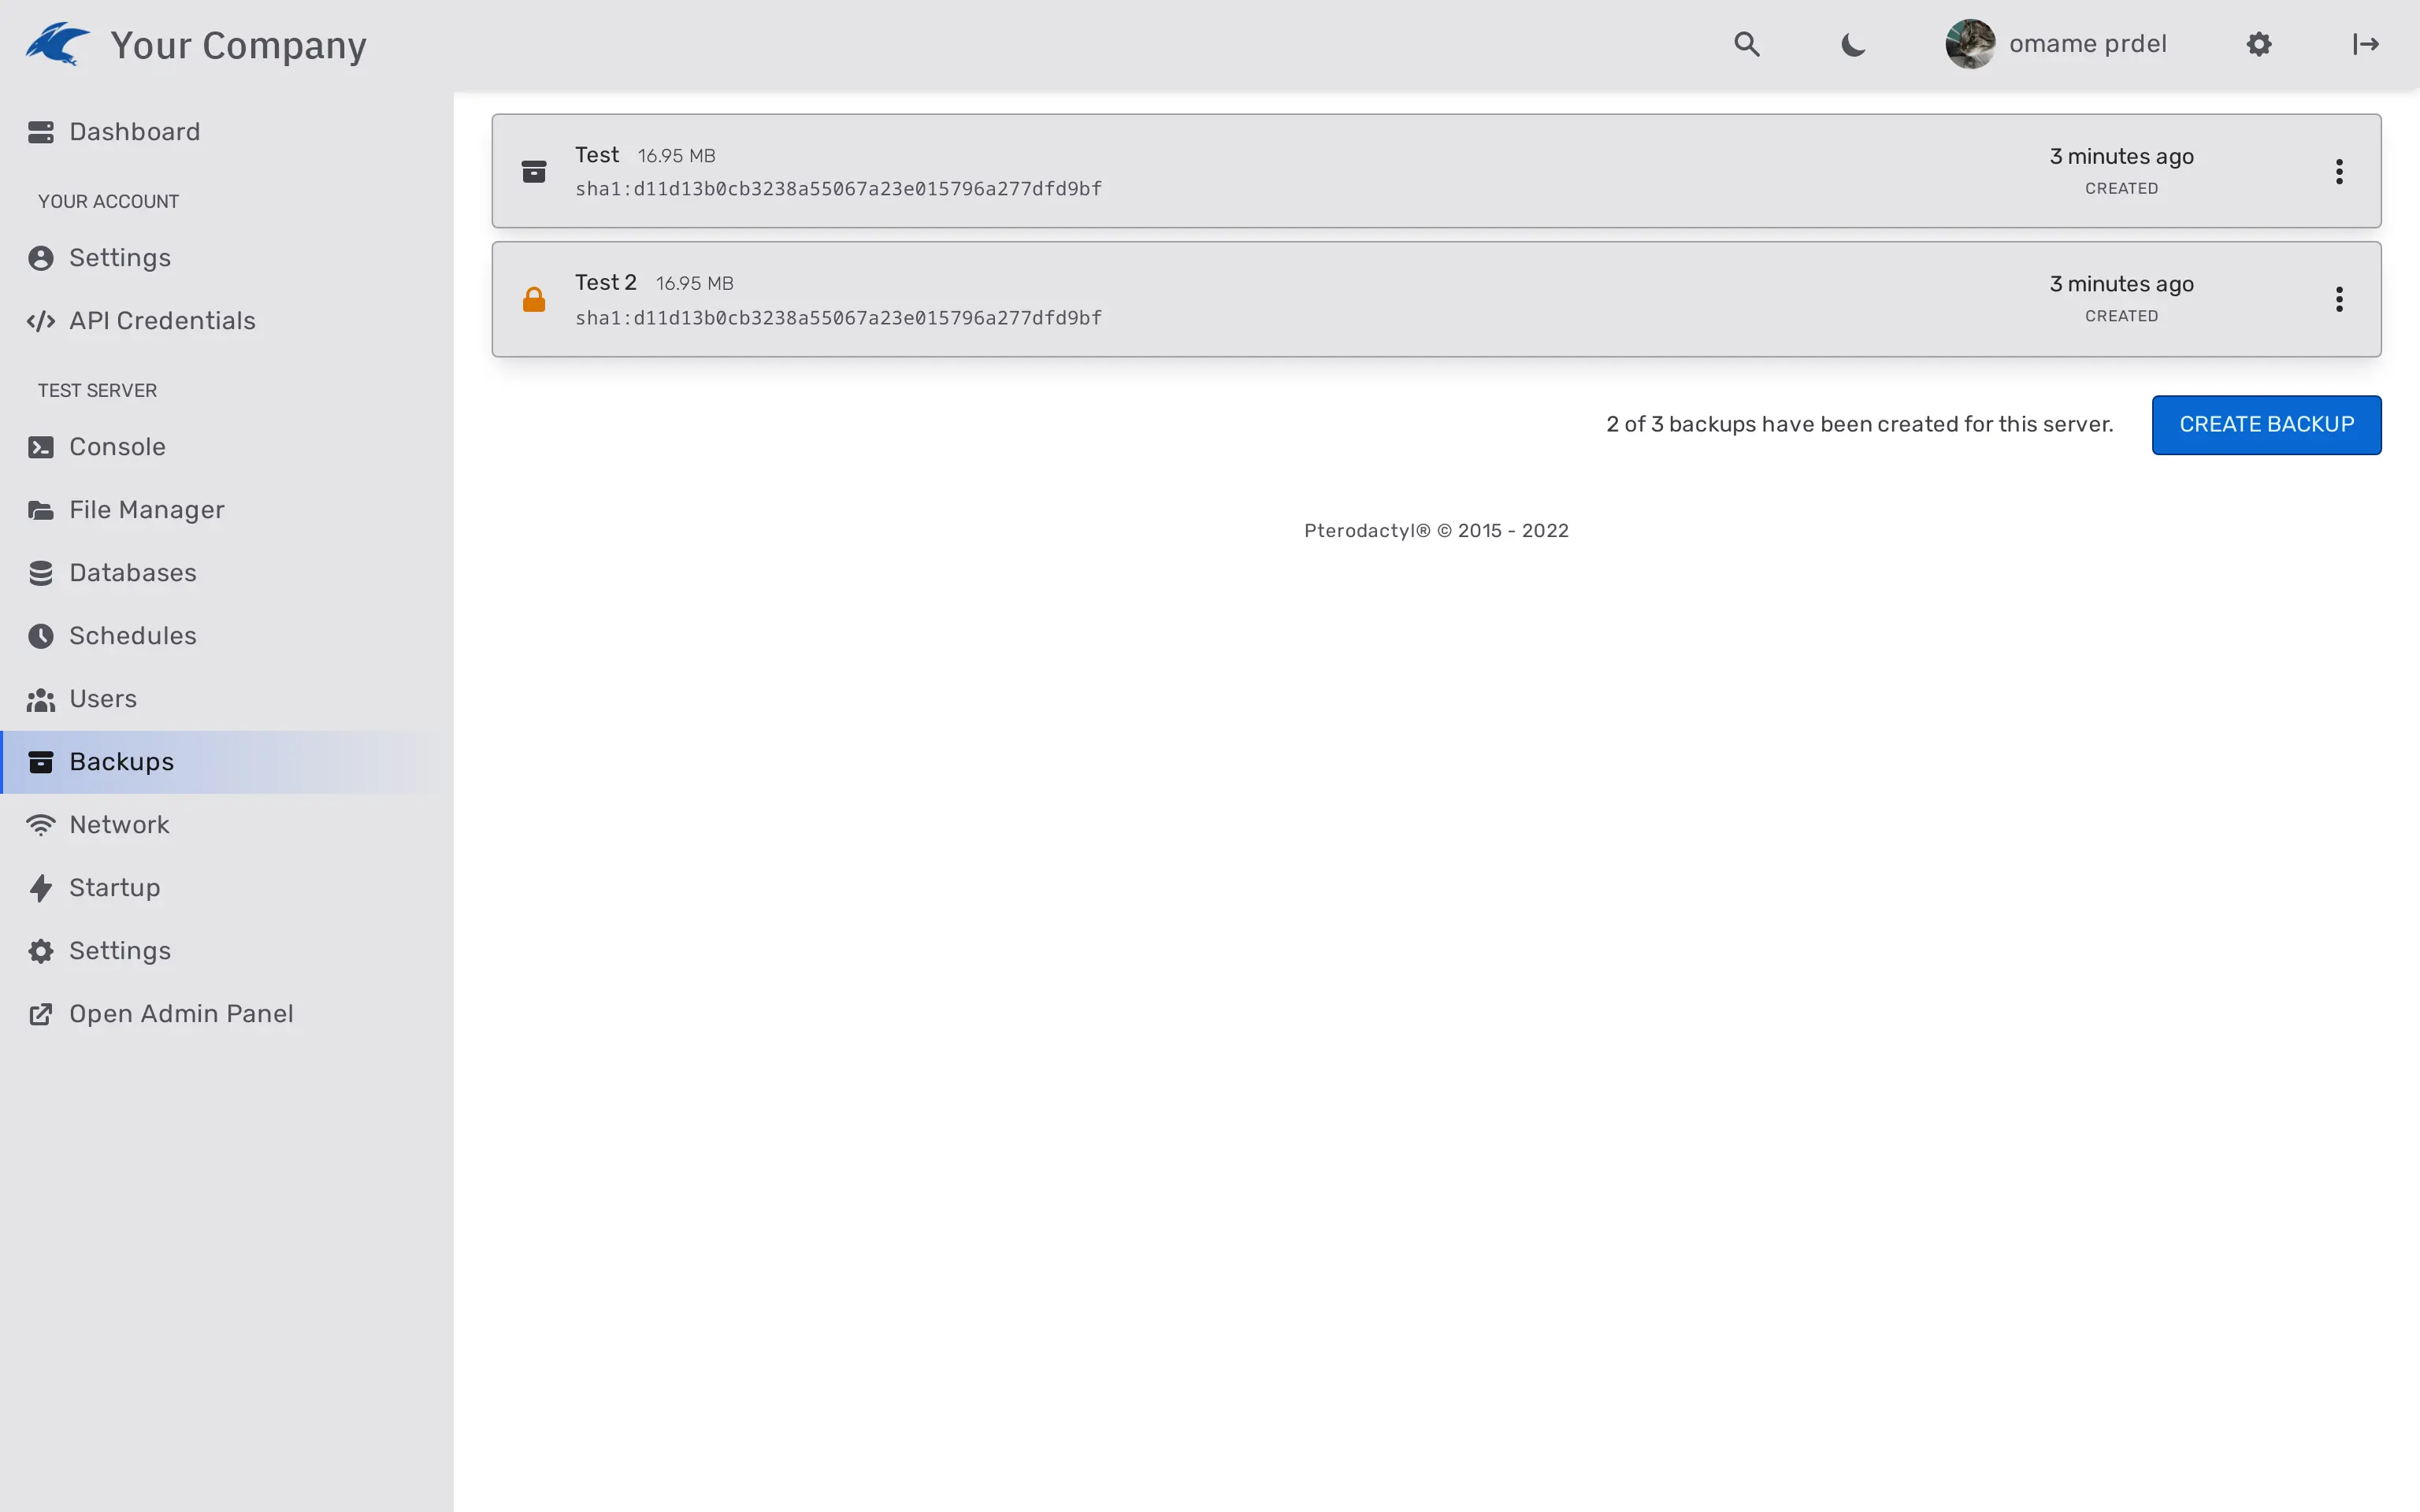 Your Company
omame prdel
Dashboard
YOUR ACCOUNT
Settings
API Credentials
TEST SERVER
Console
File Manager
Databases
Schedules
Users
Backups
Network
Startup
Settings
Open Admin Panel
Test 16.95 MB
sha1:d11d13b0cb3238a55067a23e015796a277dfd9bf
3 minutes ago
CREATED
Test 2 16.95 MB
sha1:d11d13b0cb3238a55067a23e015796a277dfd9bf
3 minutes ago
CREATED
2 of 3 backups have been created for this server.
CREATE BACKUP
Pterodactyl® © 2015 - 2022